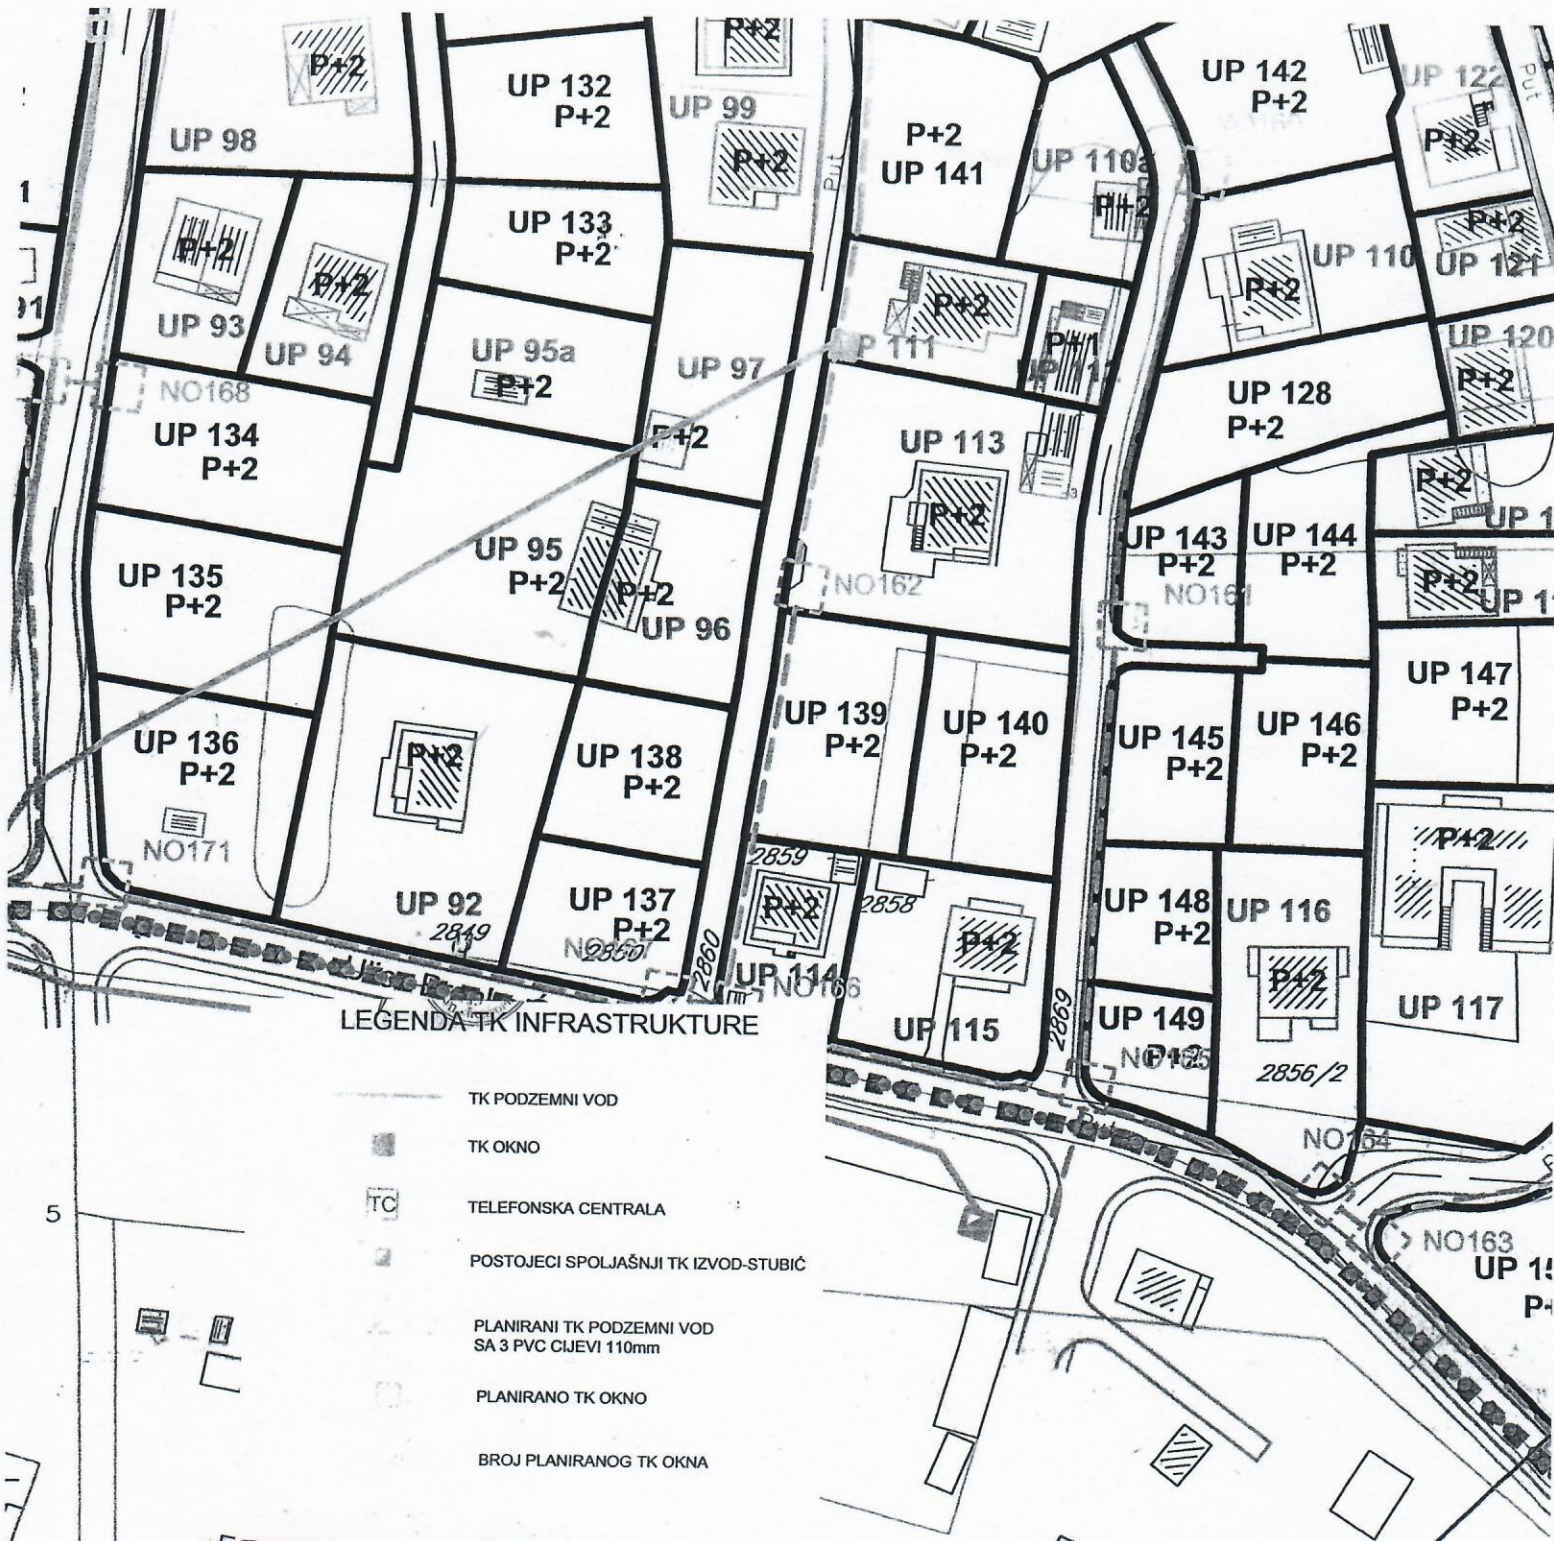 P+2
UP 132
P+2
P+2
UP 98
UP 99
P+2
P+2
UP 141
UP 110a
P+2
Put
UP 142
P+2
UP 122
P+2
Put
1
P+2
UP 93
P+2
UP 94
UP 133
P+2
UP 110
P+2
P+2
UP 121
91
UP 95a
P+2
UP 97
P+2
P+2
P+1
UP 120
P+2
NO168
UP 134
P+2
UP 113
P+2
UP 128
P+2
P+2
UP 135
P+2
UP 95
P+2
P+2
UP 96
NO162
UP 143
P+2
NO161
UP 144
P+2
P+2
UP 136
P+2
NO171
P+2
UP 92
2849
UP 138
P+2
UP 139
P+2
UP 140
P+2
UP 145
P+2
UP 146
P+2
UP 147
P+2
UP 137
P+2
2850
2860
2859
P+2
UP 114
NO166
2858
P+2
UP 115
2869
UP 148
P+2
UP 116
P+2
2856/2
P+2
UP 117
UP 149
P+2
NO165
NO164
NO163
5
LEGENDA TK INFRASTRUKTURE
TK PODZEMNI VOD
TK OKNO
TC
TELEFONSKA CENTRALA
POSTOJECI SPOLJAŠNJI TK IZVOD-STUBIĆ
PLANIRANI TK PODZEMNI VOD
SA 3 PVC CIJEVI 110mm
PLANIRANO TK OKNO
BROJ PLANIRANOG TK OKNA